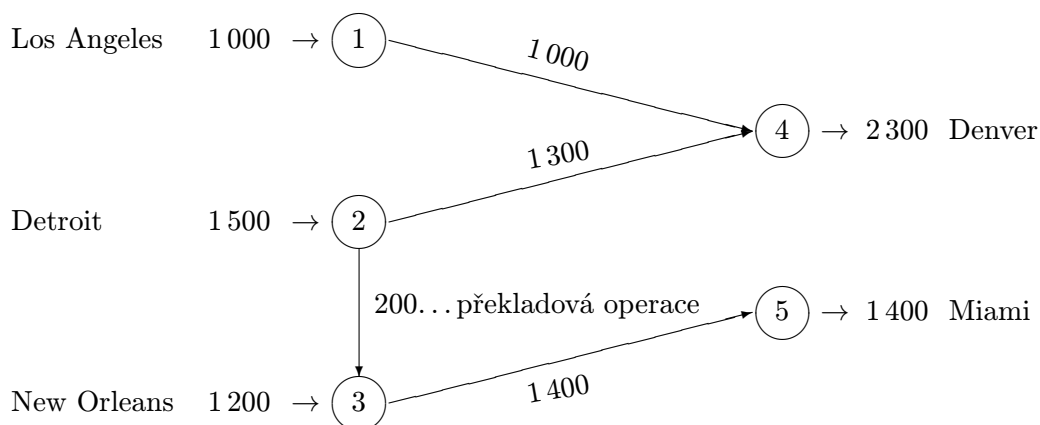 Los Angeles 1 000 → 1
1 000
4 → 2 300 Denver
1 300
Detroit 1 500 → 2
200... překladová operace
5 → 1 400 Miami
1 400
New Orleans 1 200 → 3